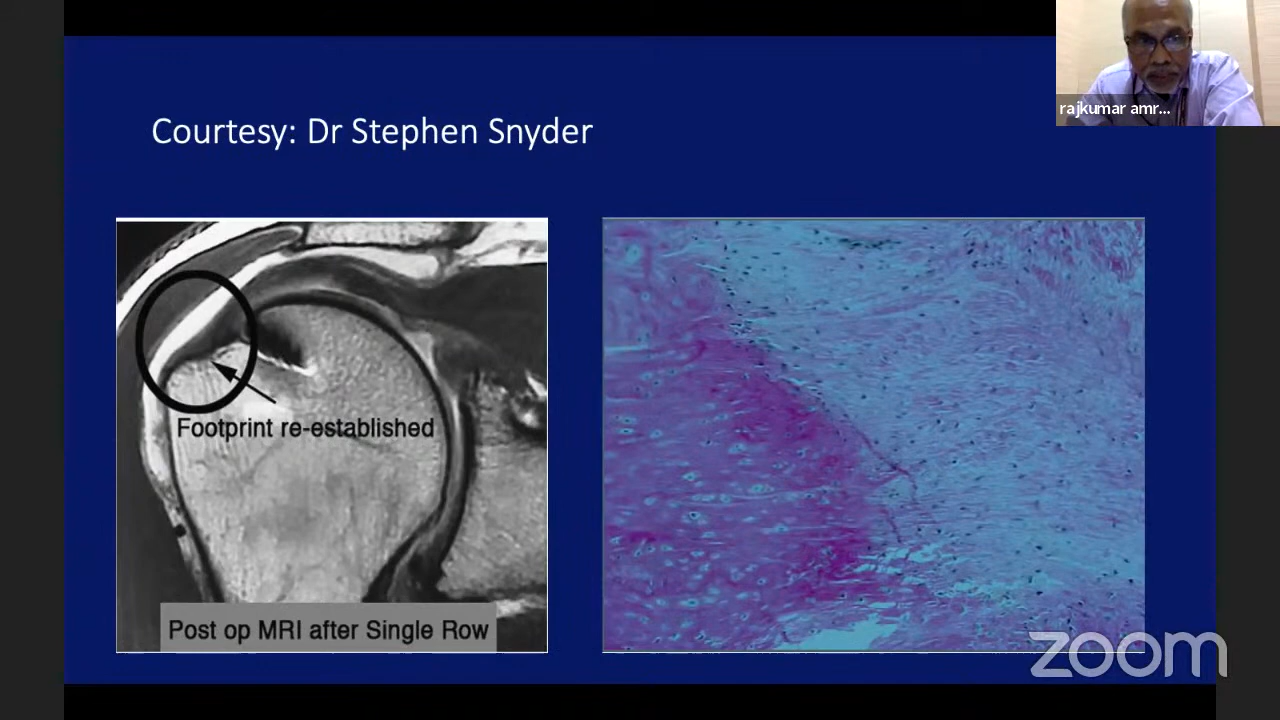 rajkumar amr...
Courtesy: Dr Stephen Snyder
Footprint re-established
Post op MRI after Single Row
zoom